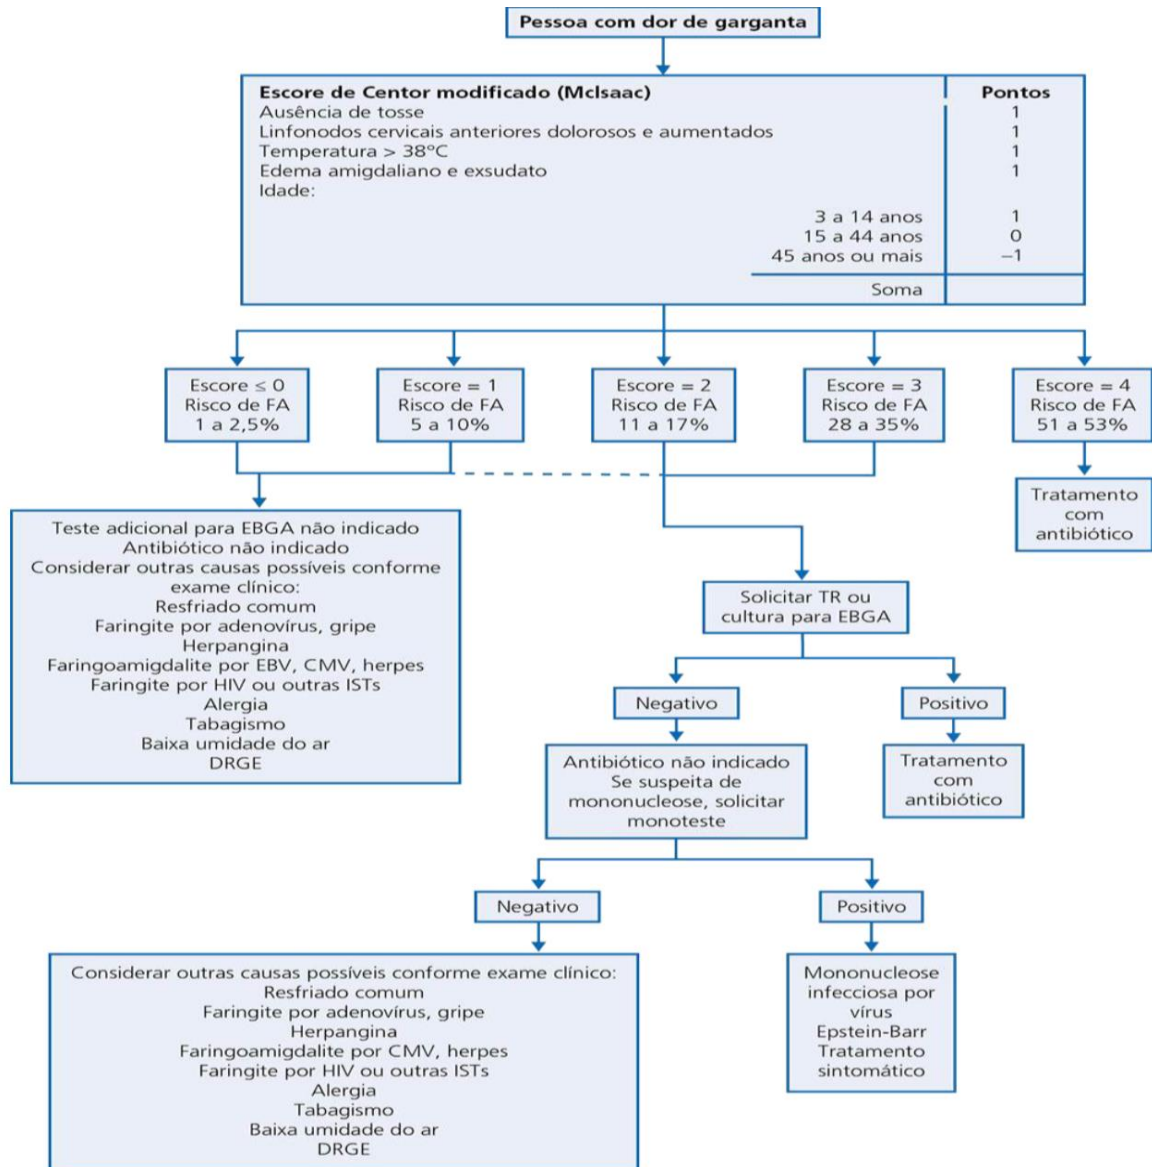 Pessoa com dor de garganta
Escore de Centor modificado (McIsaac) Pontos
Ausência de tosse 1
Linfonodos cervicais anteriores dolorosos e aumentados 1
Temperatura > 38°C 1
Edema amigdaliano e exsudato 1
Idade:
3 a 14 anos 1
15 a 44 anos 0
45 anos ou mais –1
Soma
Escore ≤ 0
Risco de FA
1 a 2,5%
Escore = 1
Risco de FA
5 a 10%
Escore = 2
Risco de FA
11 a 17%
Escore = 3
Risco de FA
28 a 35%
Escore = 4
Risco de FA
51 a 53%
Teste adicional para EBGA não indicado
Antibiótico não indicado
Considerar outras causas possíveis conforme
exame clínico:
Resfriado comum
Faringite por adenovírus, gripe
Herpangina
Faringoamigdalite por EBV, CMV, herpes
Faringite por HIV ou outras ISTs
Alergia
Tabagismo
Baixa umidade do ar
DRGE
Tratamento
com
antibiótico
Solicitar TR ou
cultura para EBGA
Negativo
Positivo
Antibiótico não indicado
Se suspeita de
mononucleose, solicitar
monoteste
Tratamento
com
antibiótico
Negativo
Positivo
Considerar outras causas possíveis conforme exame clínico:
Resfriado comum
Faringite por adenovírus, gripe
Herpangina
Faringoamigdalite por CMV, herpes
Faringite por HIV ou outras ISTs
Alergia
Tabagismo
Baixa umidade do ar
DRGE
Mononucleose
infecciosa por
vírus
Epstein-Barr
Tratamento
sintomático